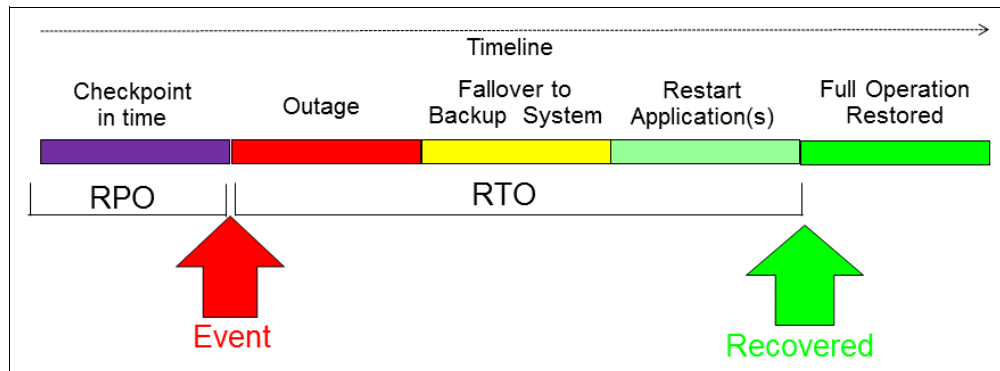 Timeline
Checkpoint
in time
Outage
Fallover to
Backup System
Restart
Application(s)
Full Operation
Restored
RPO
RTO
Event
Recovered